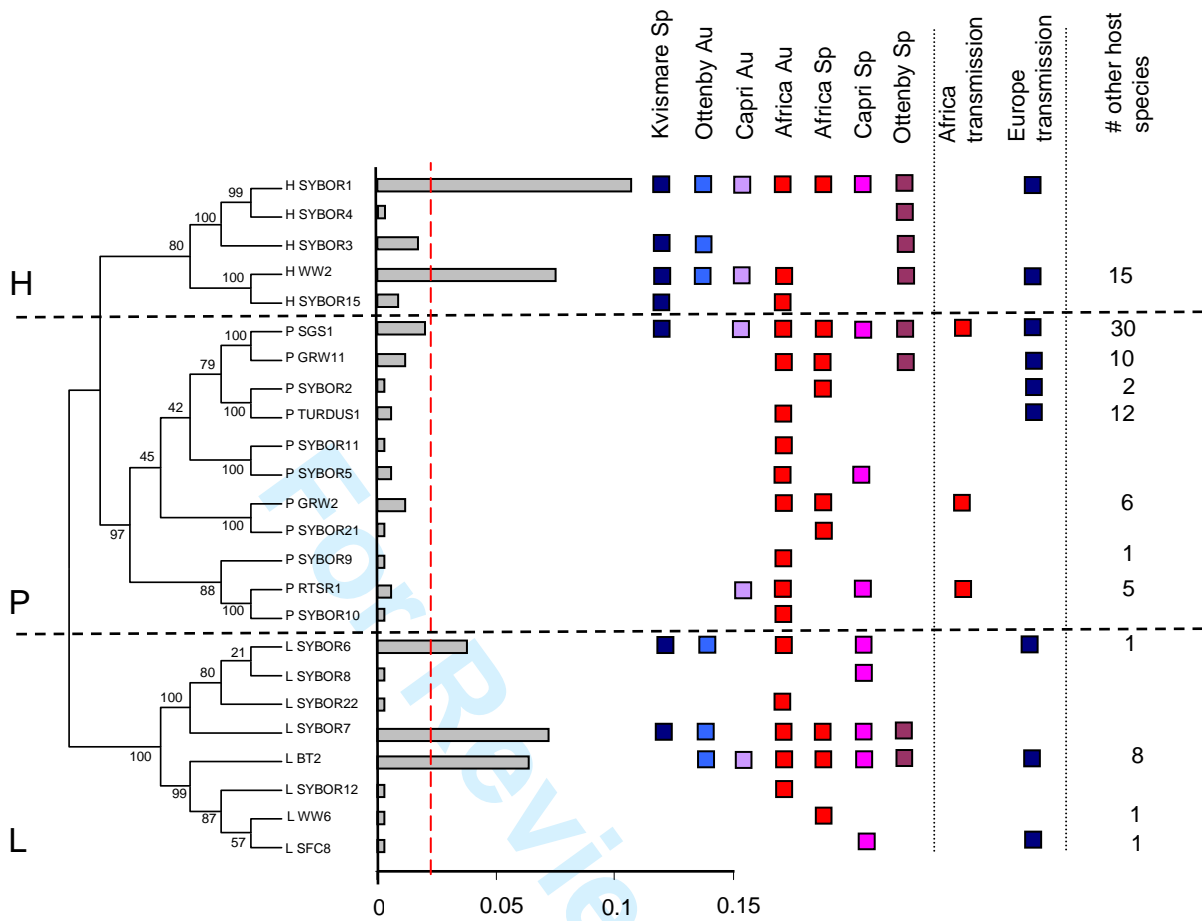 Kvismare Sp
Ottenby Au
Capri Au
Africa Au
Africa Sp
Capri Sp
Ottenby Sp
Africa
transmission
Europe
transmission
# other host
species
H
P
L
99
100
80
100
100
79
100
42
45
100
100
97
88
100
21
80
100
100
99
87
57
H SYBOR1
H SYBOR4
H SYBOR3
H WW2 15
H SYBOR15
P SGS1 30
P GRW11 10
P SYBOR2 2
P TURDUS1 12
P SYBOR11
P SYBOR5
P GRW2 6
P SYBOR21
P SYBOR9 1
P RTSR1 5
P SYBOR10
L SYBOR6 1
L SYBOR8
L SYBOR22
L SYBOR7
L BT2 8
L SYBOR12
L WW6 1
L SFC8 1
0 0.05 0.1 0.15
For Revie